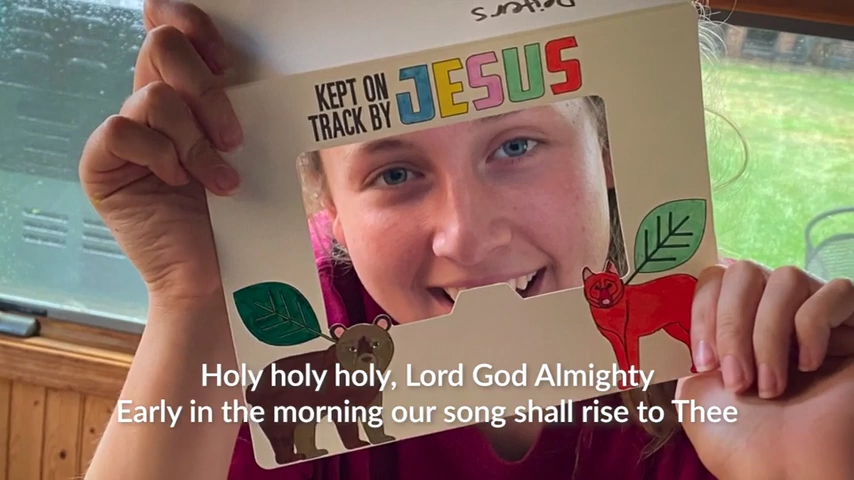 Deifers
KEPT ON
TRACK BY
JESUS
Holy holy holy, Lord God Almighty
Early in the morning our song shall rise to Thee